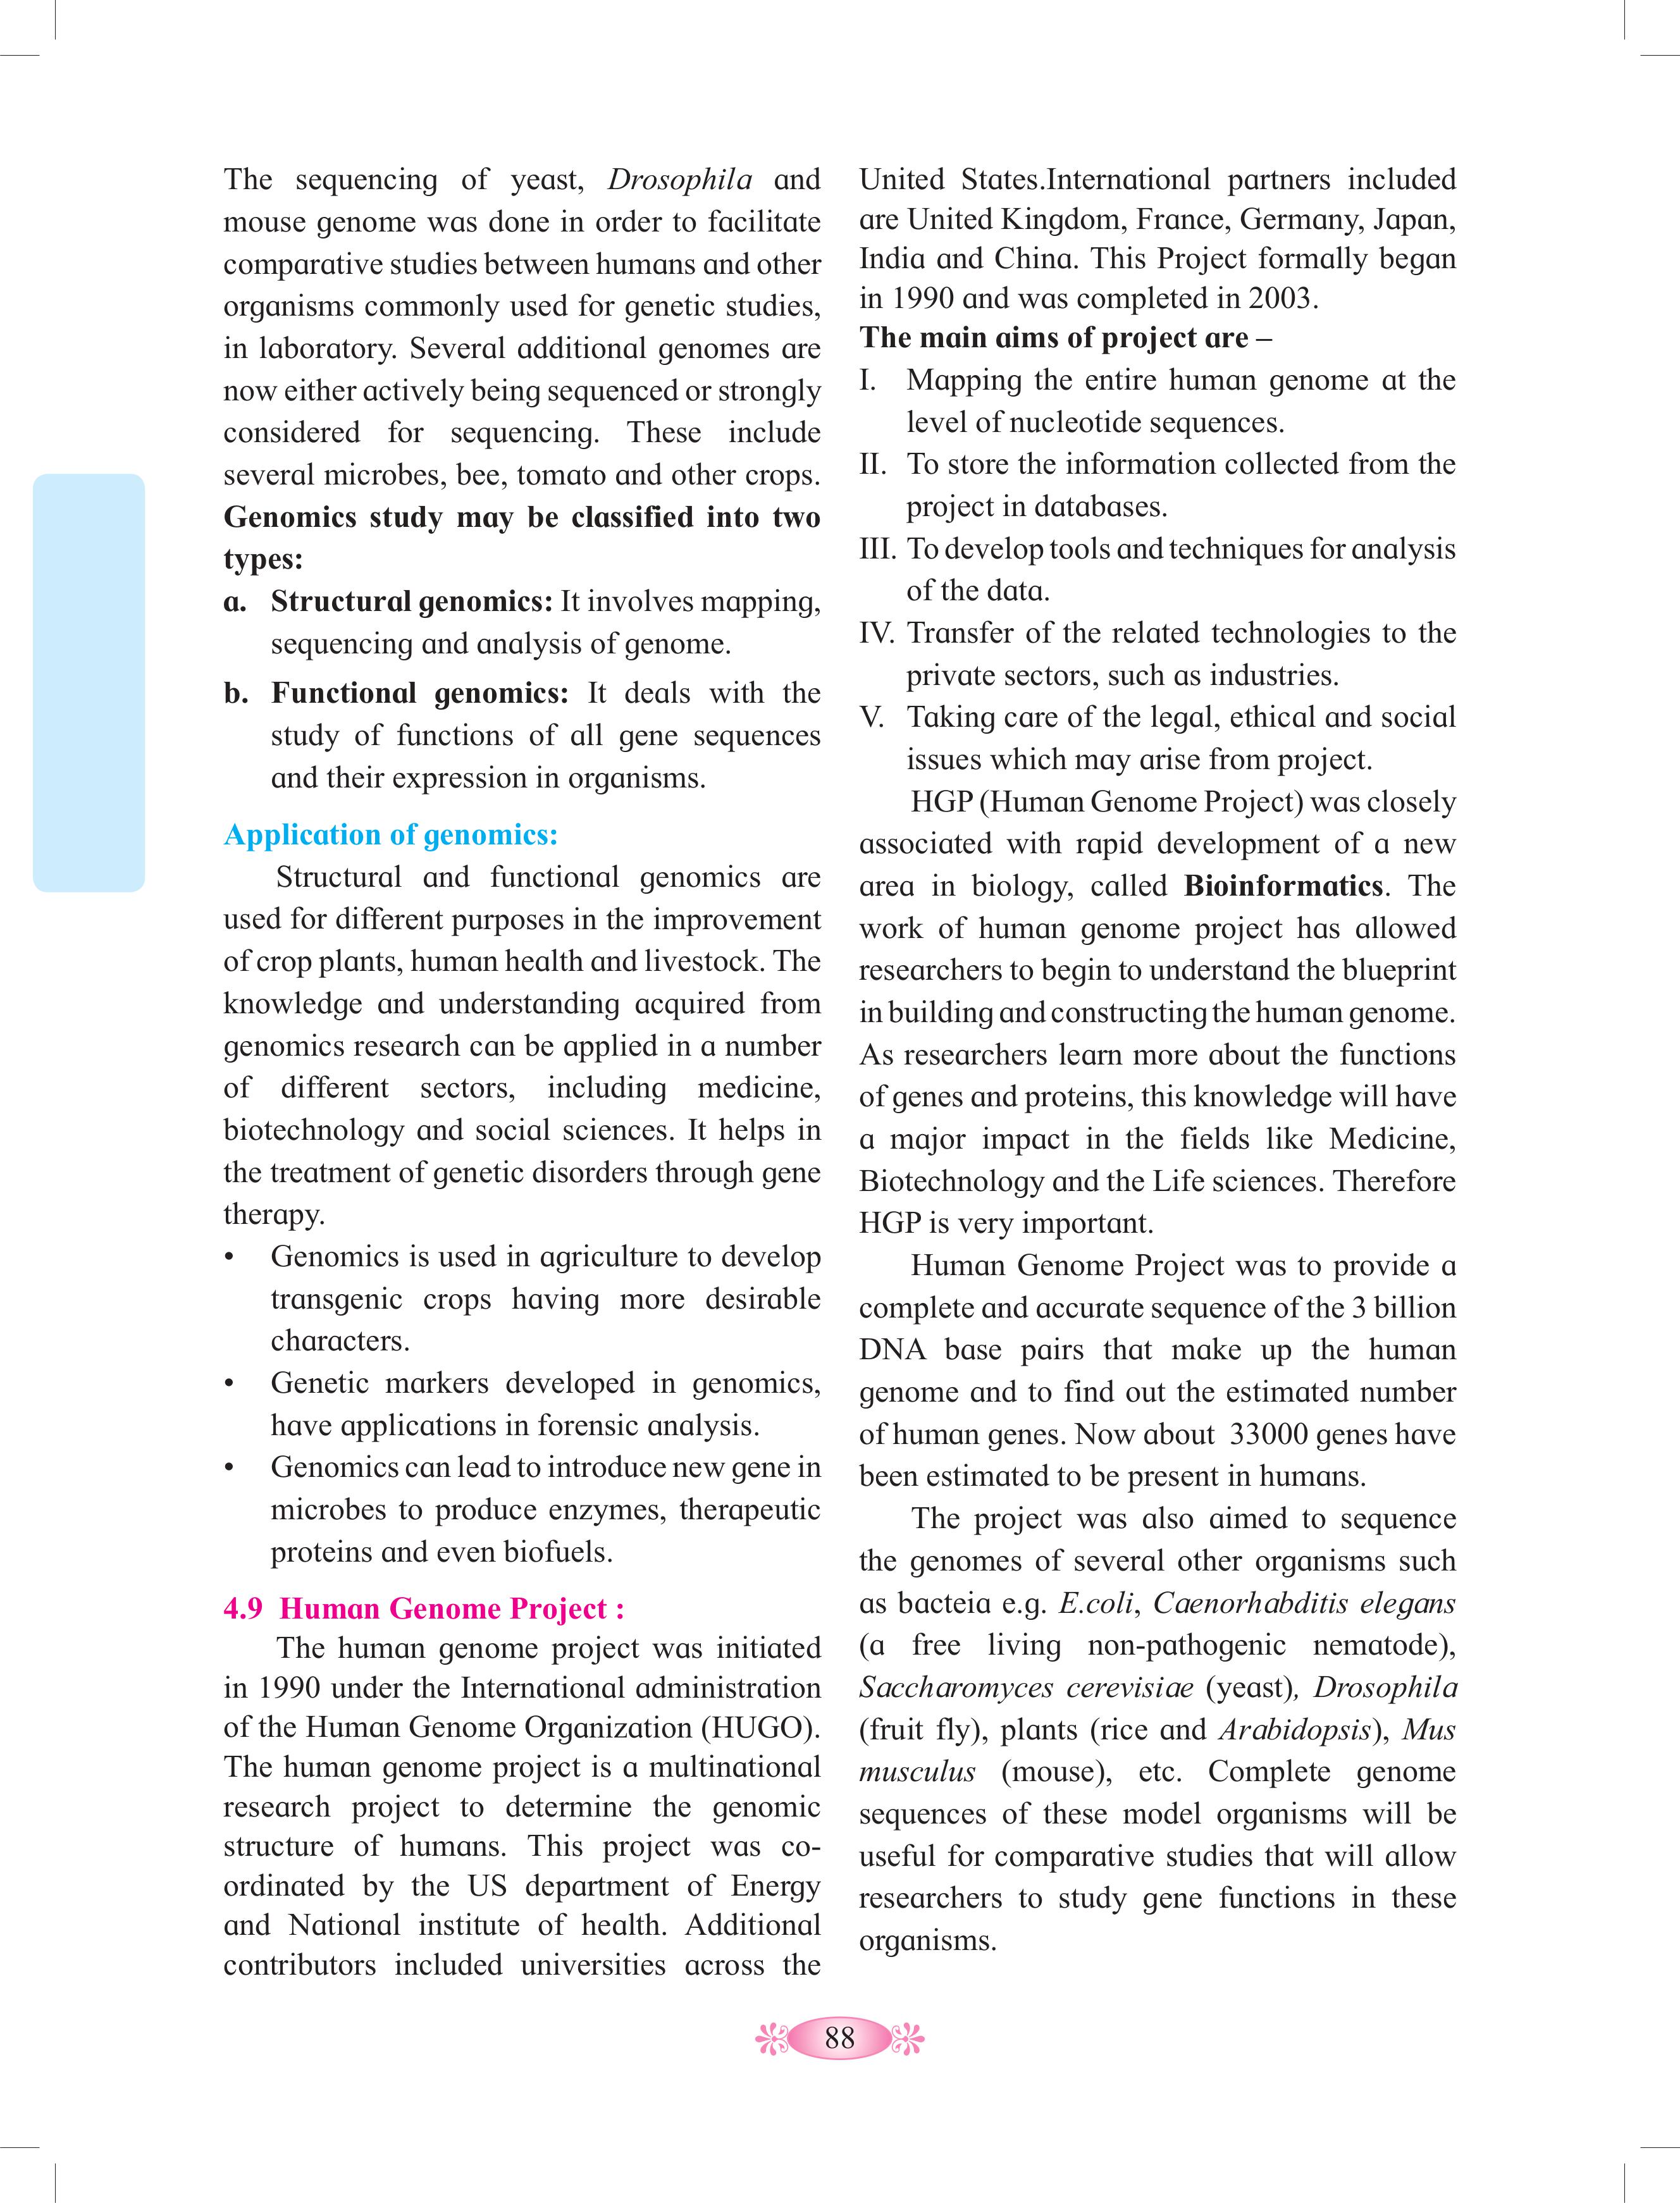 The sequencing of yeast, Drosophila and
mouse genome was done in order to facilitate
comparative studies between humans and other
organisms commonly used for genetic studies,
in laboratory. Several additional genomes are
now either actively being sequenced or strongly
considered for sequencing. These include
several microbes, bee, tomato and other crops.
Genomics study may be classified into two
types:
a. Structural genomics: It involves mapping,
sequencing and analysis of genome.
b. Functional genomics: It deals with the
study of functions of all gene sequences
and their expression in organisms.
Application of genomics:
Structural and functional genomics are
used for different purposes in the improvement
of crop plants, human health and livestock. The
knowledge and understanding acquired from
genomics research can be applied in a number
of different sectors, including medicine,
biotechnology and social sciences. It helps in
the treatment of genetic disorders through gene
therapy.
• Genomics is used in agriculture to develop
transgenic crops having more desirable
characters.
• Genetic markers developed in genomics,
have applications in forensic analysis.
• Genomics can lead to introduce new gene in
microbes to produce enzymes, therapeutic
proteins and even biofuels.
4.9 Human Genome Project :
The human genome project was initiated
in 1990 under the International administration
of the Human Genome Organization (HUGO).
The human genome project is a multinational
research project to determine the genomic
structure of humans. This project was co-
ordinated by the US department of Energy
and National institute of health. Additional
contributors included universities across the
United States.International partners included
are United Kingdom, France, Germany, Japan,
India and China. This Project formally began
in 1990 and was completed in 2003.
The main aims of project are –
I. Mapping the entire human genome at the
level of nucleotide sequences.
II. To store the information collected from the
project in databases.
III. To develop tools and techniques for analysis
of the data.
IV. Transfer of the related technologies to the
private sectors, such as industries.
V. Taking care of the legal, ethical and social
issues which may arise from project.
HGP (Human Genome Project) was closely
associated with rapid development of a new
area in biology, called Bioinformatics. The
work of human genome project has allowed
researchers to begin to understand the blueprint
in building and constructing the human genome.
As researchers learn more about the functions
of genes and proteins, this knowledge will have
a major impact in the fields like Medicine,
Biotechnology and the Life sciences. Therefore
HGP is very important.
Human Genome Project was to provide a
complete and accurate sequence of the 3 billion
DNA base pairs that make up the human
genome and to find out the estimated number
of human genes. Now about 33000 genes have
been estimated to be present in humans.
The project was also aimed to sequence
the genomes of several other organisms such
as bacteia e.g. E.coli, Caenorhabditis elegans
(a free living non-pathogenic nematode),
Saccharomyces cerevisiae (yeast), Drosophila
(fruit fly), plants (rice and Arabidopsis), Mus
musculus (mouse), etc. Complete genome
sequences of these model organisms will be
useful for comparative studies that will allow
researchers to study gene functions in these
organisms.
88